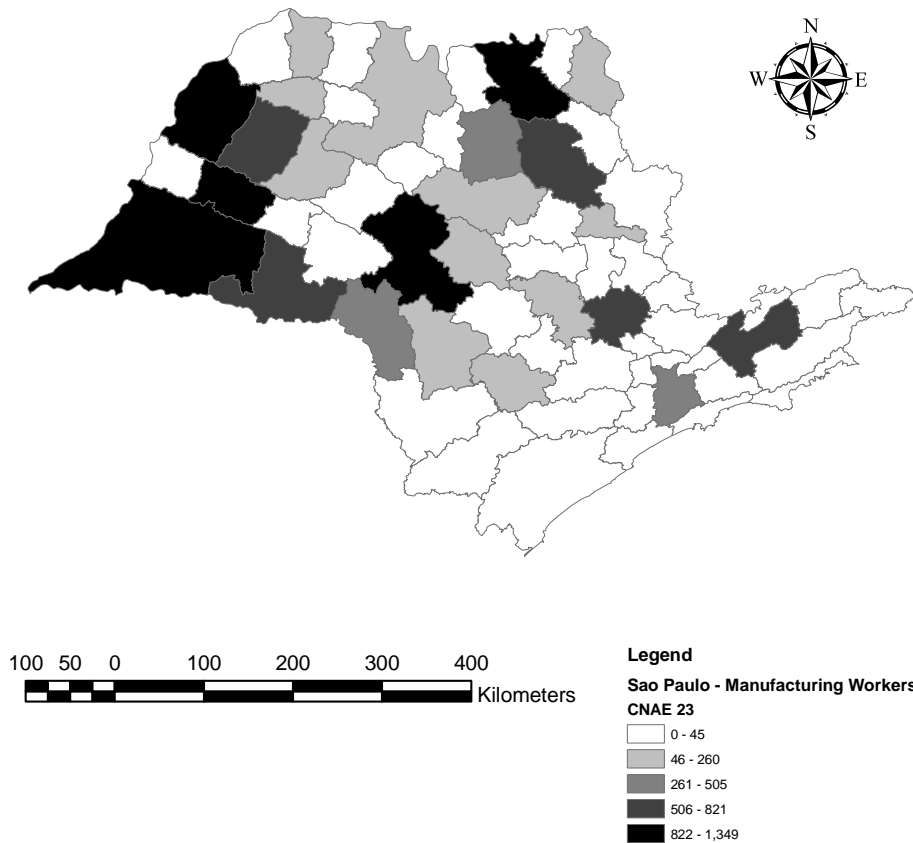 N
W E
S
100 50 0 100 200 300 400
Kilometers
Legend
Sao Paulo - Manufacturing Workers
CNAE 23
0 - 45
46 - 260
261 - 505
506 - 821
822 - 1,349